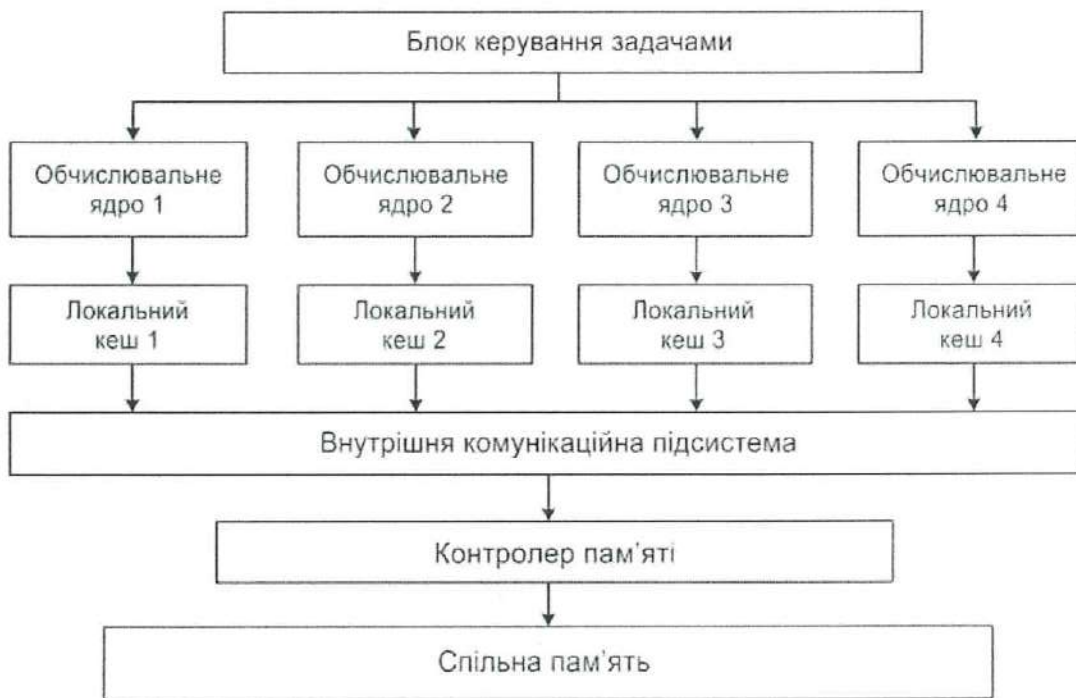 Блок керування задачами
Обчислювальне
ядро 1
Обчислювальне
ядро 2
Обчислювальне
ядро 3
Обчислювальне
ядро 4
Локальний
кеш 1
Локальний
кеш 2
Локальний
кеш 3
Локальний
кеш 4
Внутрішня комунікаційна підсистема
Контролер пам'яті
Спільна пам'ять